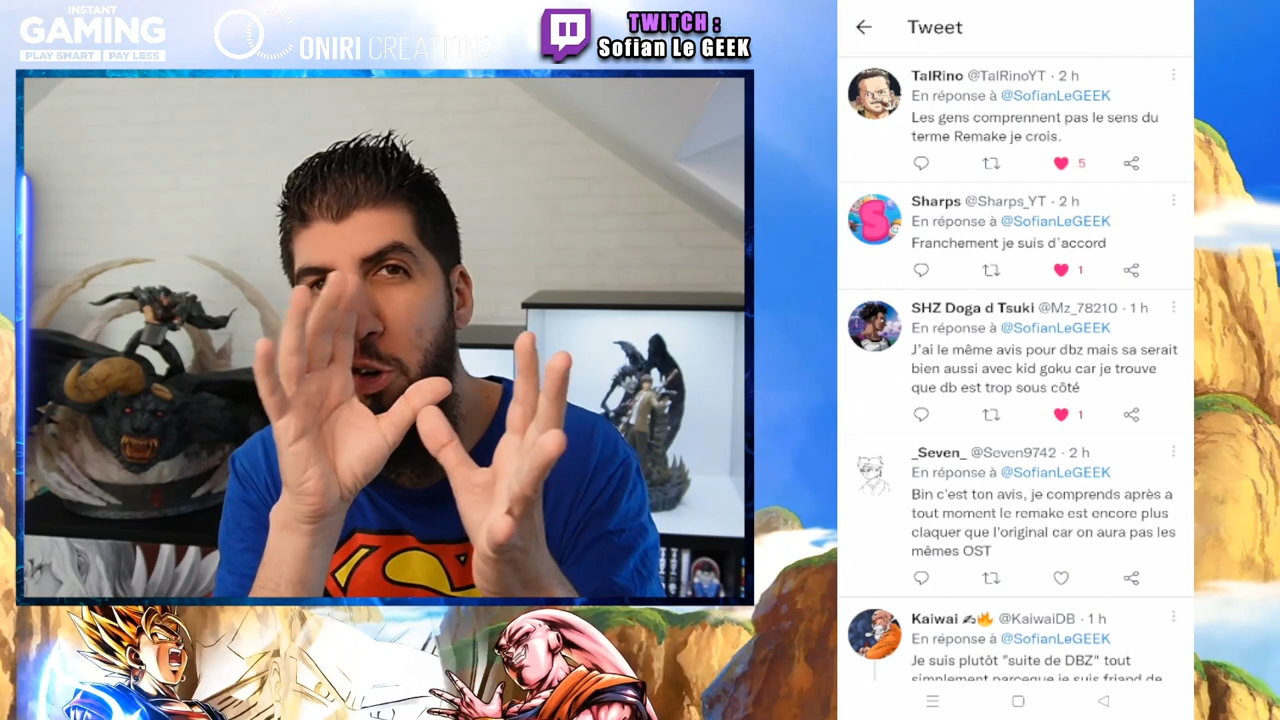 INSTANT
GAMING
PLAY SMART | PAY LESS
ONIRI CREATIONS
TWITCH :
Sofian Le GEEK
Tweet
TalRino @TalRinoYT · 2 h
En réponse à @SofianLeGEEK
Les gens comprennent pas le sens du
terme Remake je crois.
5
Sharps @Sharps_YT · 2 h
En réponse à @SofianLeGEEK
Franchement je suis d'accord
1
SHZ Doga d Tsuki @Mz_78210 · 1 h
En réponse à @SofianLeGEEK
J'ai le même avis pour dbz mais sa serait
bien aussi avec kid goku car je trouve
que db est trop sous côté
1
_Seven_ @Seven9742 · 2 h
En réponse à @SofianLeGEEK
Bin c'est ton avis, je comprends après a
tout moment le remake est encore plus
claquer que l'original car on aura pas les
mêmes OST
Kaiwai ✍🔥 @KaiwaiDB · 1 h
En réponse à @SofianLeGEEK
Je suis plutôt "suite de DBZ" tout
simplement parceque je suis friand de